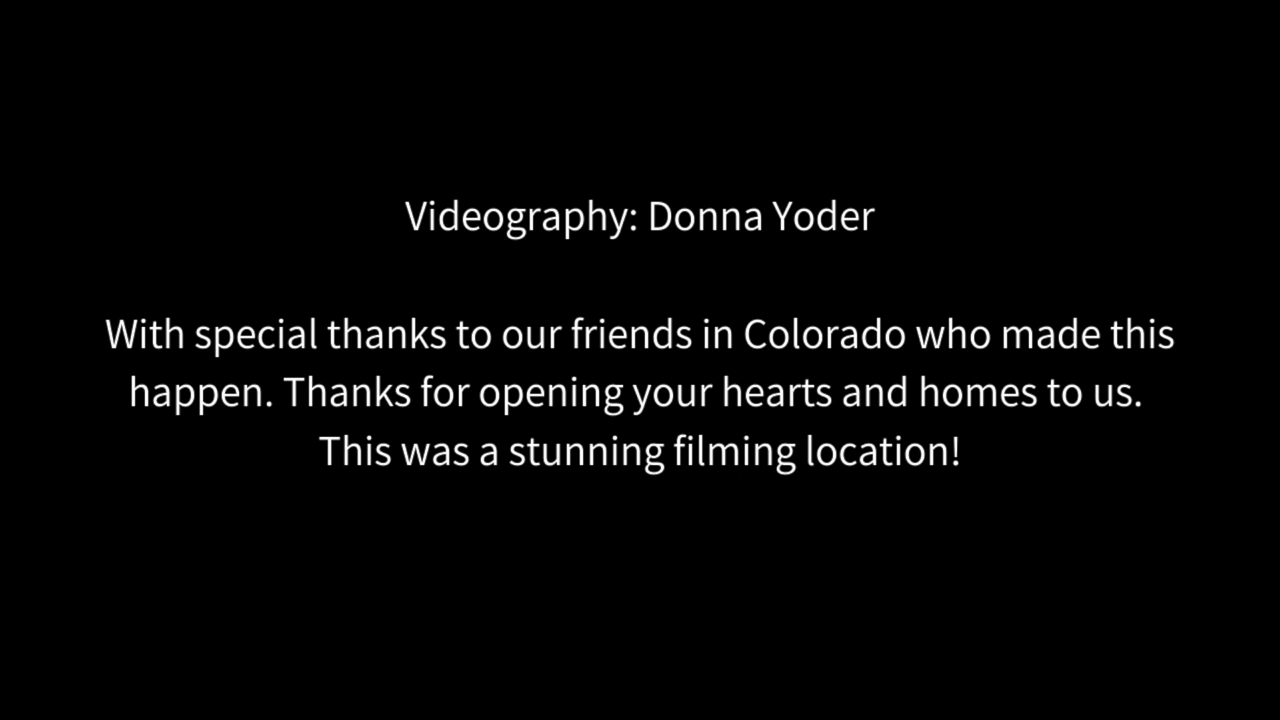 Videography: Donna Yoder
With special thanks to our friends in Colorado who made this
happen. Thanks for opening your hearts and homes to us.
This was a stunning filming location!